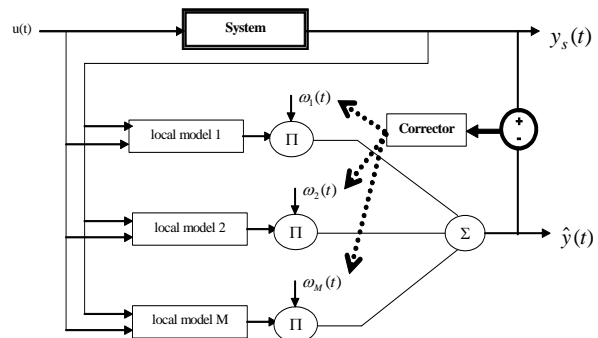 u(t)
System
y_s(t)
ω_1(t)
local model 1
Π
Corrector
+
-
ω_2(t)
local model 2
Π
Σ
ŷ(t)
ω_M(t)
local model M
Π